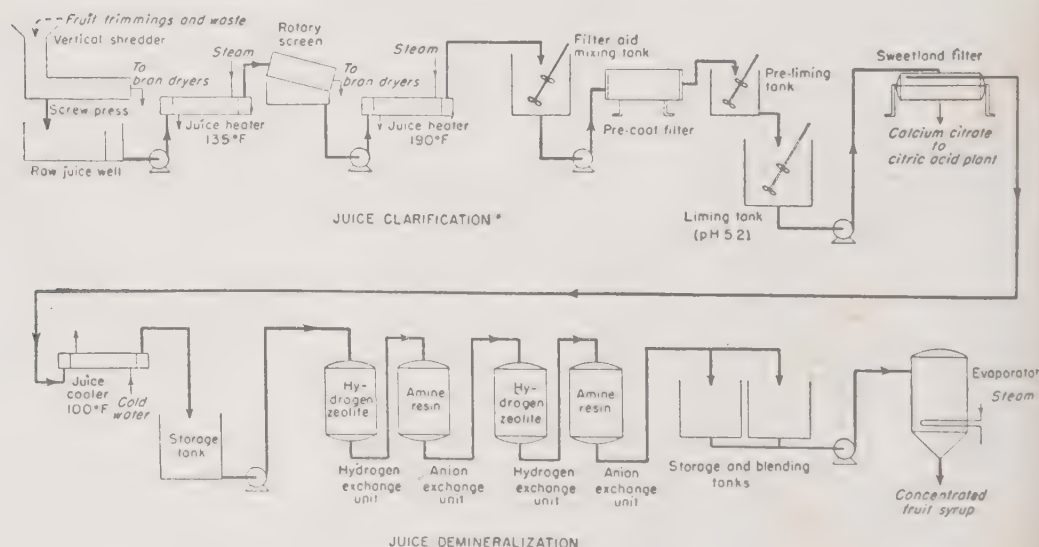 Fruit trimmings and waste
Vertical shredder
To
bran dryers
Screw press
Raw juice well
Steam
Juice heater
135°F
Rotary
screen
To
bran dryers
Steam
Juice heater
190°F
Filter aid
mixing tank
Pre-coat filter
Pre-liming
tank
Liming tank
(pH 5.2)
Sweetland filter
Calcium citrate
to
citric acid plant
JUICE CLARIFICATION*
Juice
cooler
100°F
Cold
water
Storage
tank
Hy-
drogen
zeolite
Hydrogen
exchange
unit
Amine
resin
Anion
exchange
unit
Hy-
drogen
zeolite
Hydrogen
exchange
unit
Amine
resin
Anion
exchange
unit
Storage and blending
tanks
Evaporator
Steam
Concentrated
fruit syrup
JUICE DEMINERALIZATION